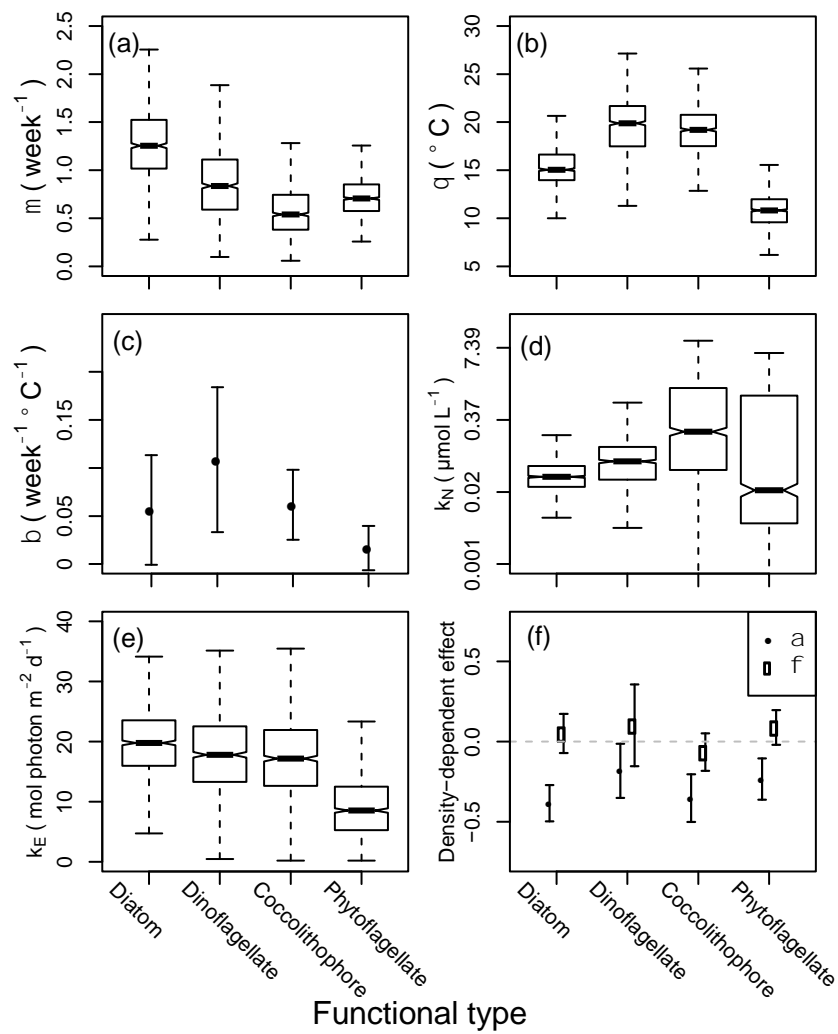 (a)
m ( week⁻¹ )
0.0 0.5 1.0 1.5 2.0 2.5
(b)
q ( ° C )
5 10 15 20 25 30
(c)
b ( week⁻¹ ° C⁻¹ )
0 0.05 0.15
(d)
k_N ( µmol L⁻¹ )
0.001 0.02 0.37 7.39
(e)
k_E ( mol photon m⁻² d⁻¹ )
0 10 20 30 40
(f)
Density−dependent effect
−0.5 0.0 0.5
a
f
Diatom
Dinoflagellate
Coccolithophore
Phytoflagellate
Diatom
Dinoflagellate
Coccolithophore
Phytoflagellate
Functional type